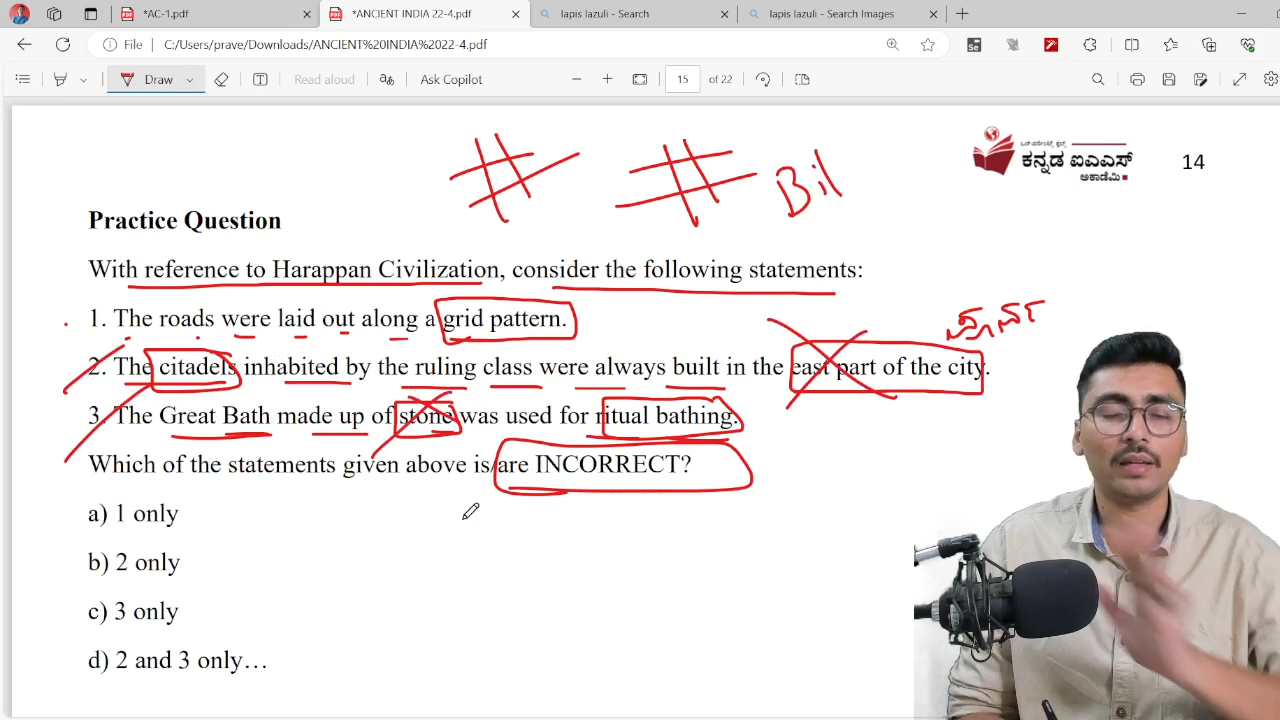 *AC-1.pdf
*ANCIENT INDIA 22-4.pdf
lapis lazuli - Search
lapis lazuli - Search Images
File
C:/Users/prave/Downloads/ANCIENT%20INDIA%2022-4.pdf
Draw
Read aloud
Ask Copilot
15 of 22
ಕನ್ನಡ ಐಎಎಸ್
ಅಕಾಡೆಮಿ
14
Bil
Practice Question
With reference to Harappan Civilization, consider the following statements:
1. The roads were laid out along a grid pattern.
2. The citadels inhabited by the ruling class were always built in the east part of the city.
3. The Great Bath made up of stone was used for ritual bathing.
Which of the statements given above is/are INCORRECT?
a) 1 only
b) 2 only
c) 3 only
d) 2 and 3 only…